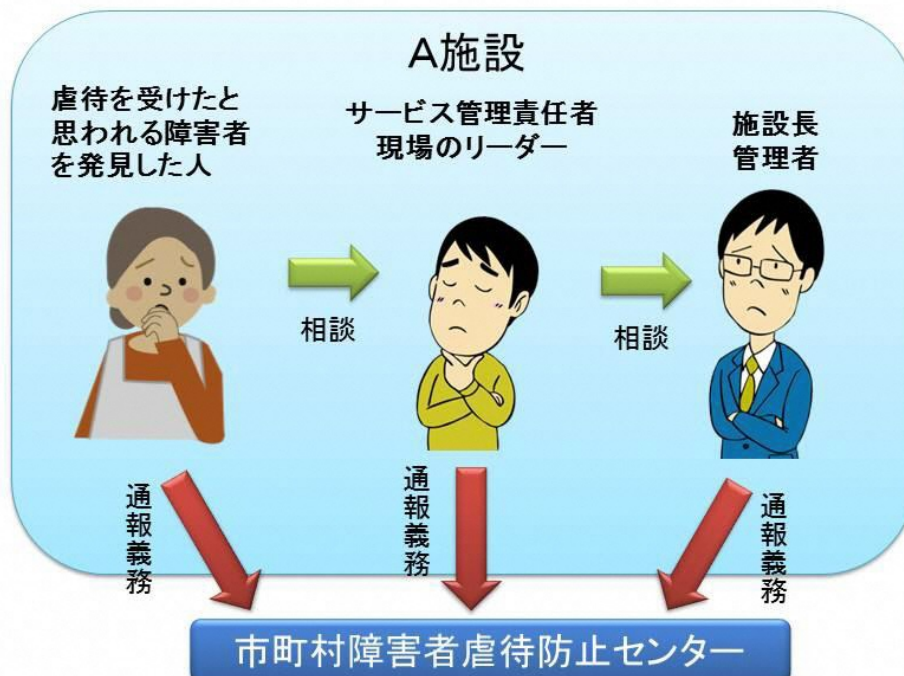 A施設
虐待を受けたと
思われる障害者
を発見した人
サービス管理責任者
現場のリーダー
施設長
管理者
相談
相談
通報義務
通報義務
通報義務
市町村障害者虐待防止センター